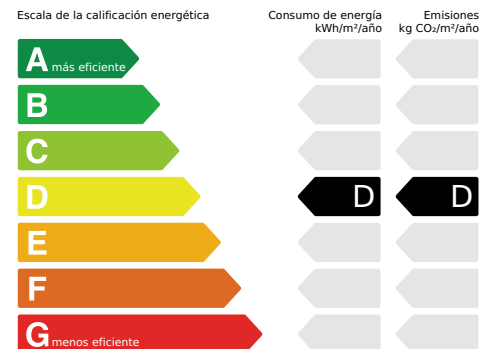 Escala de la calificación energética
Consumo de energía
kWh/m²/año
Emisiones
kg CO₂/m²/año
A más eficiente
B
C
D D D
E
F
G menos eficiente